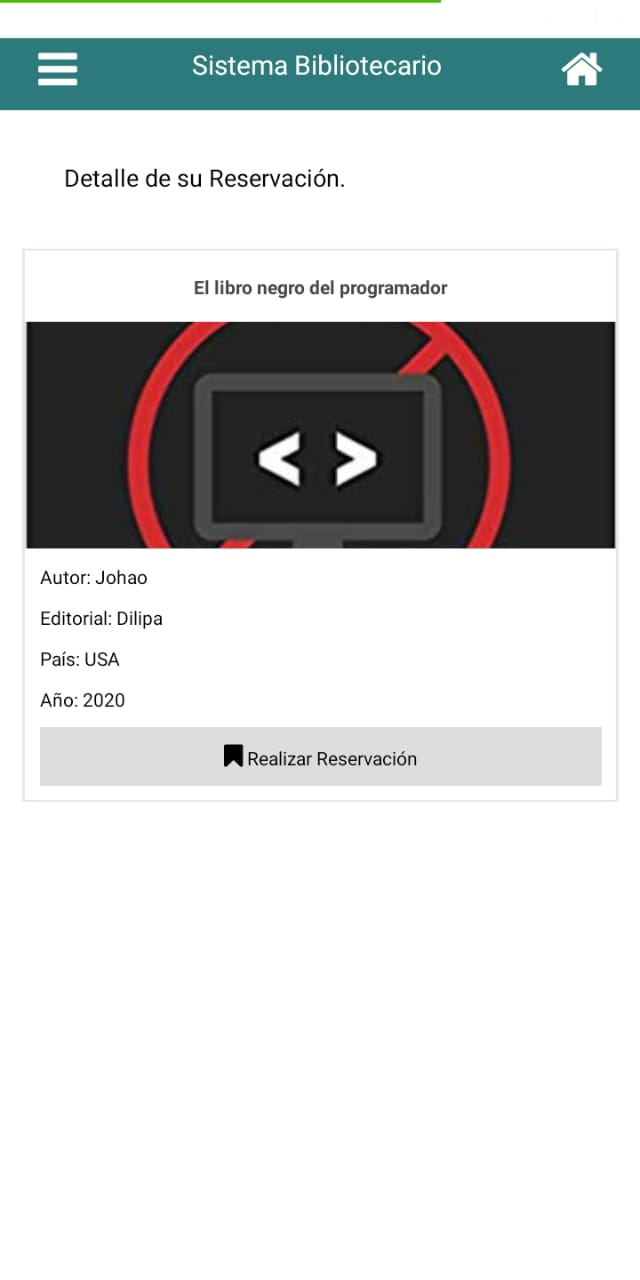 Sistema Bibliotecario
Detalle de su Reservación.
El libro negro del programador
< >
Autor: Johao
Editorial: Dilipa
País: USA
Año: 2020
Realizar Reservación